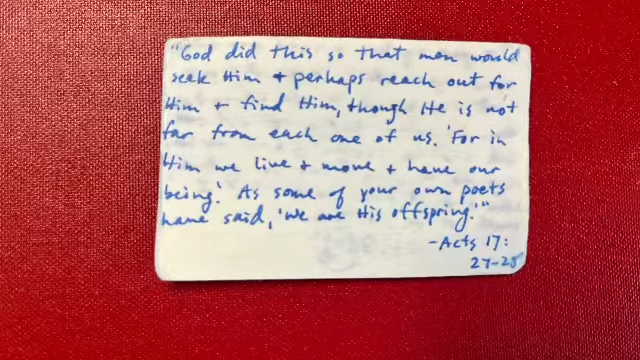 "God did this so that men would
seek Him + perhaps reach out for
Him + find Him, though He is not
far from each one of us. 'For in
Him we live + move + have our
being.' As some of your own poets
have said, 'we are His offspring.'"
-Acts 17:
27-28